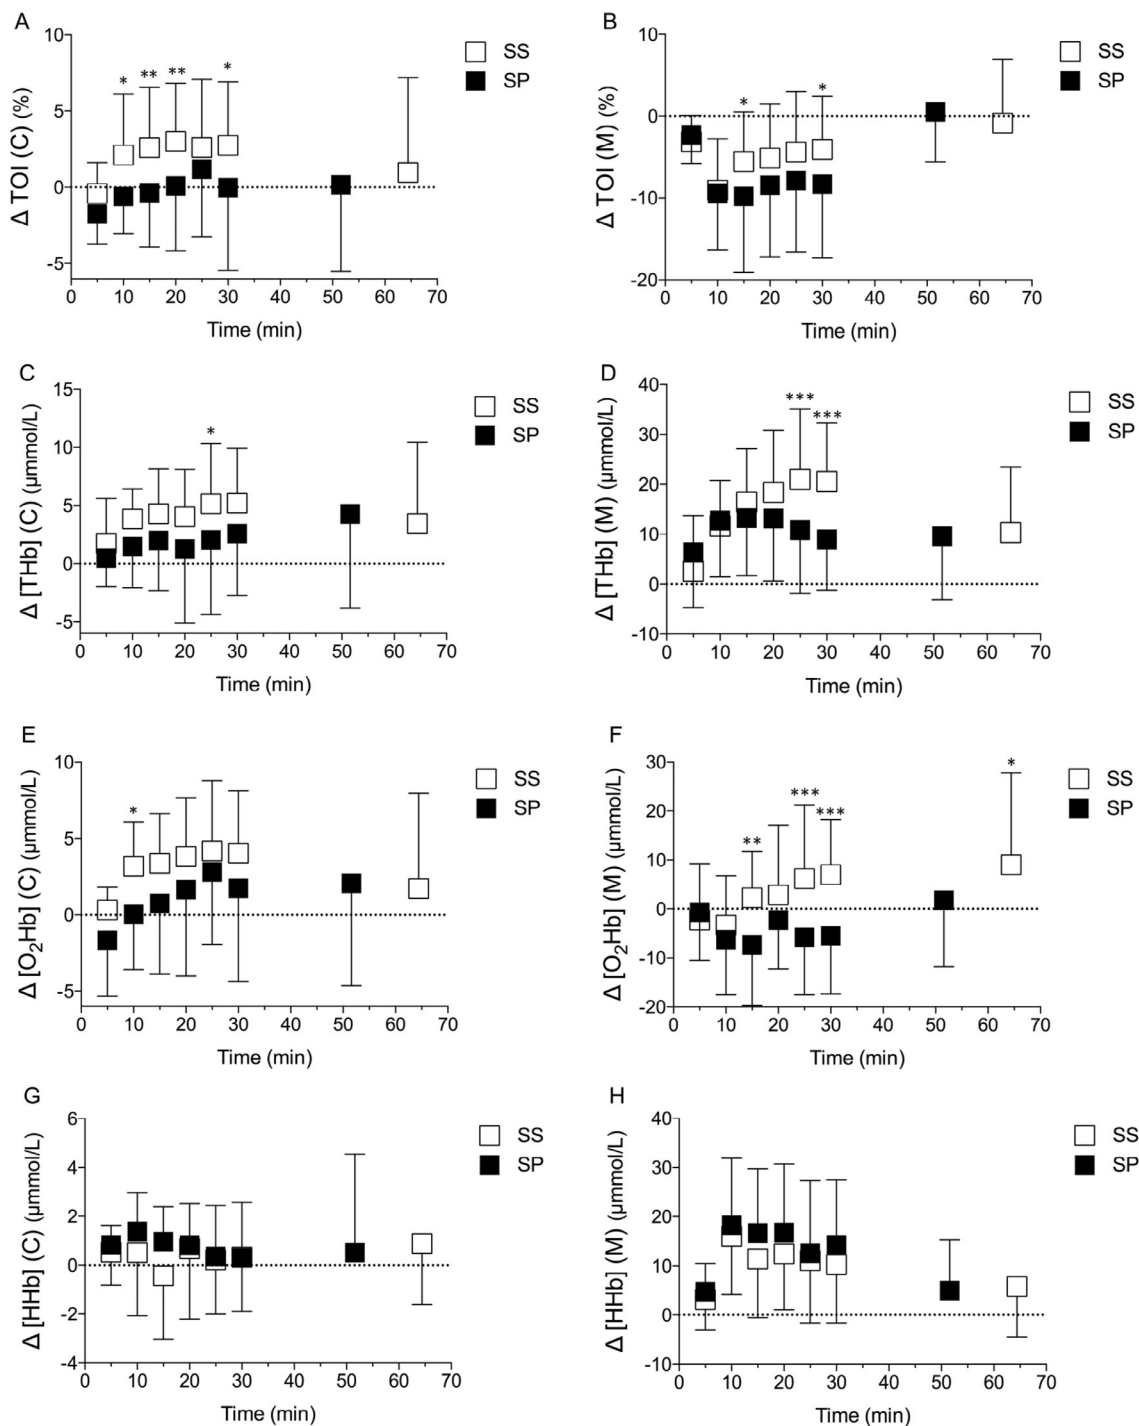 A
Δ TOI (C) (%)
10
5
0
-5
0 10 20 30 40 50 60 70
Time (min)
* ** ** *
SS
SP
B
Δ TOI (M) (%)
10
0
-10
-20
0 10 20 30 40 50 60 70
Time (min)
* *
SS
SP
C
Δ [THb] (C) (μmmol/L)
15
10
5
0
-5
0 10 20 30 40 50 60 70
Time (min)
*
SS
SP
D
Δ [THb] (M) (μmmol/L)
40
30
20
10
0
-10
0 10 20 30 40 50 60 70
Time (min)
*** ***
SS
SP
E
Δ [O₂Hb] (C) (μmmol/L)
10
5
0
-5
0 10 20 30 40 50 60 70
Time (min)
*
SS
SP
F
Δ [O₂Hb] (M) (μmmol/L)
30
20
10
0
-10
-20
0 10 20 30 40 50 60 70
Time (min)
** *** *** *
SS
SP
G
Δ [HHb] (C) (μmmol/L)
6
4
2
0
-2
-4
0 10 20 30 40 50 60 70
Time (min)
SS
SP
H
Δ [HHb] (M) (μmmol/L)
40
30
20
10
0
-10
0 10 20 30 40 50 60 70
Time (min)
SS
SP